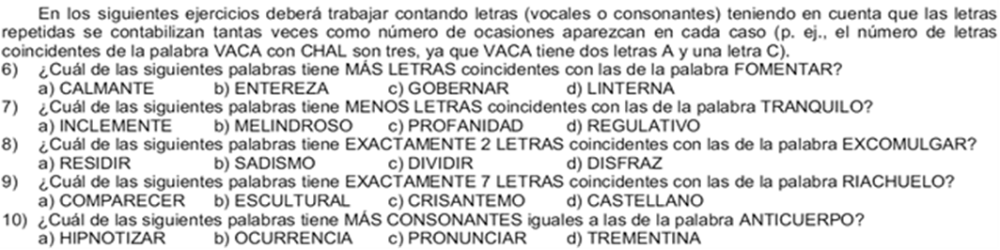 En los siguientes ejercicios deberá trabajar contando letras (vocales o consonantes) teniendo en cuenta que las letras
repetidas se contabilizan tantas veces como número de ocasiones aparezcan en cada caso (p. ej., el número de letras
coincidentes de la palabra VACA con CHAL son tres, ya que VACA tiene dos letras A y una letra C).
6) ¿Cuál de las siguientes palabras tiene MÁS LETRAS coincidentes con las de la palabra FOMENTAR?
a) CALMANTE b) ENTEREZA c) GOBERNAR d) LINTERNA
7) ¿Cuál de las siguientes palabras tiene MENOS LETRAS coincidentes con las de la palabra TRANQUILO?
a) INCLEMENTE b) MELINDROSO c) PROFANIDAD d) REGULATIVO
8) ¿Cuál de las siguientes palabras tiene EXACTAMENTE 2 LETRAS coincidentes con las de la palabra EXCOMULGAR?
a) RESIDIR b) SADISMO c) DIVIDIR d) DISFRAZ
9) ¿Cuál de las siguientes palabras tiene EXACTAMENTE 7 LETRAS coincidentes con las de la palabra RIACHUELO?
a) COMPARECER b) ESCULTURAL c) CRISANTEMO d) CASTELLANO
10) ¿Cuál de las siguientes palabras tiene MÁS CONSONANTES iguales a las de la palabra ANTICUERPO?
a) HIPNOTIZAR b) OCURRENCIA c) PRONUNCIAR d) TREMENTINA